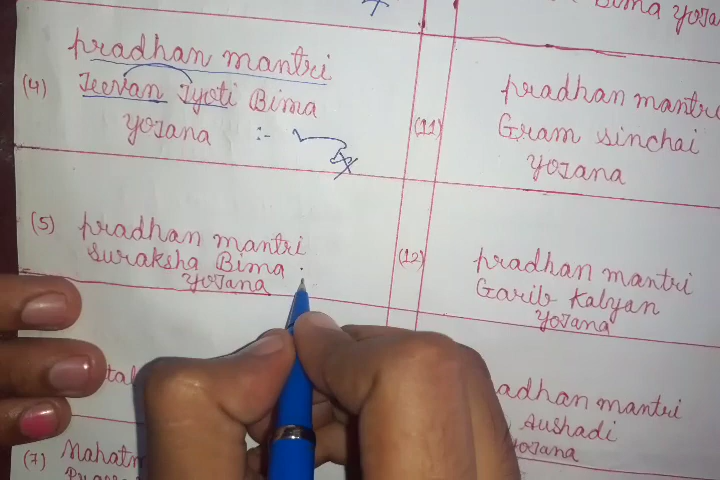 Bima Yojana
(4) pradhan mantri
Jeevan Jyoti Bima
Yojana :-
(5) pradhan mantri
Suraksha Bima
Yojana
(7) Mahatm
(11) pradhan mantri
Gram sinchai
Yojana
(12) pradhan mantri
Garib Kalyan
Yojana
adhan mantri
Aushadi
Yojana